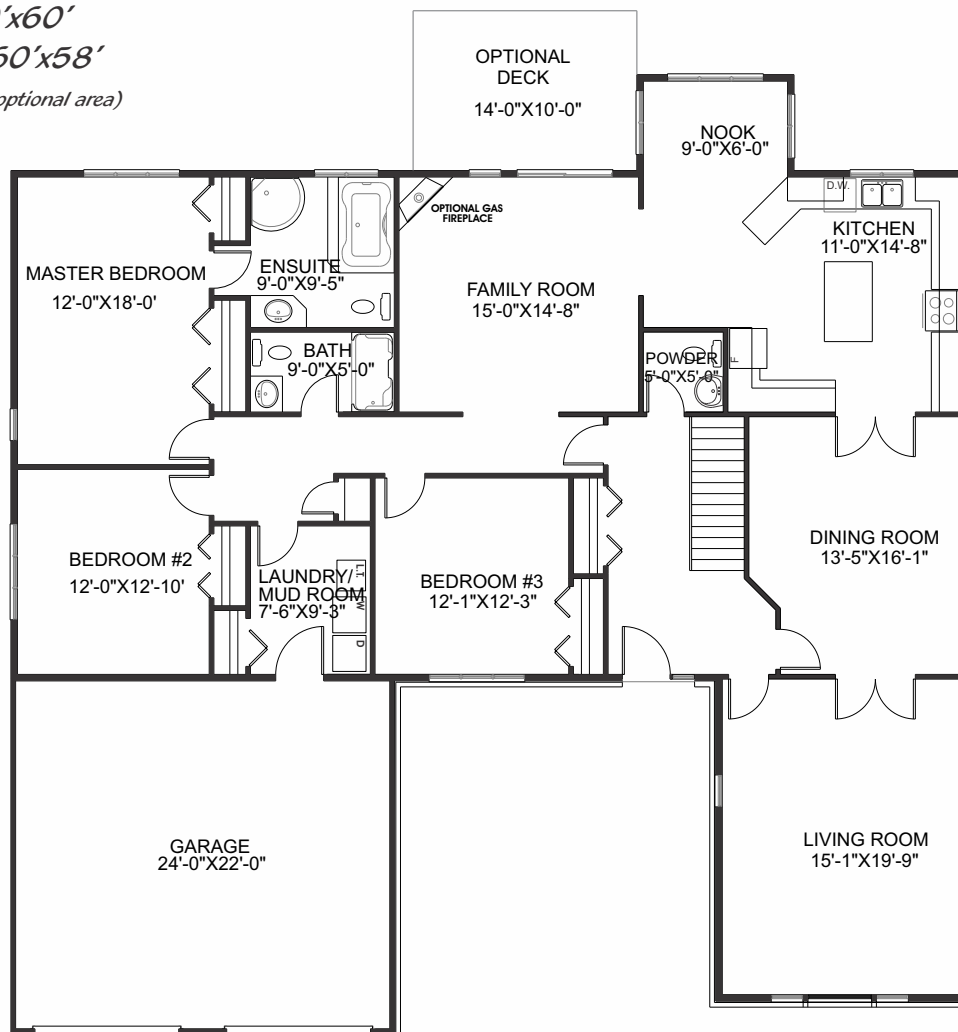 'x60'
60'x58'
optional area)
OPTIONAL
DECK
14'-0"X10'-0"
NOOK
9'-0"X6'-0"
D.W.
OPTIONAL GAS
FIREPLACE
KITCHEN
11'-0"X14'-8"
MASTER BEDROOM
12'-0"X18'-0'
ENSUITE
9'-0"X9'-5"
FAMILY ROOM
15'-0"X14'-8"
BATH
9'-0"X5'-0"
POWDER
5'-0"X5'-0"
F
BEDROOM #2
12'-0"X12'-10'
LAUNDRY/
MUD ROOM
7'-6"X9'-3"
L.T.
W
D
BEDROOM #3
12'-1"X12'-3"
DINING ROOM
13'-5"X16'-1"
GARAGE
24'-0"X22'-0"
LIVING ROOM
15'-1"X19'-9"